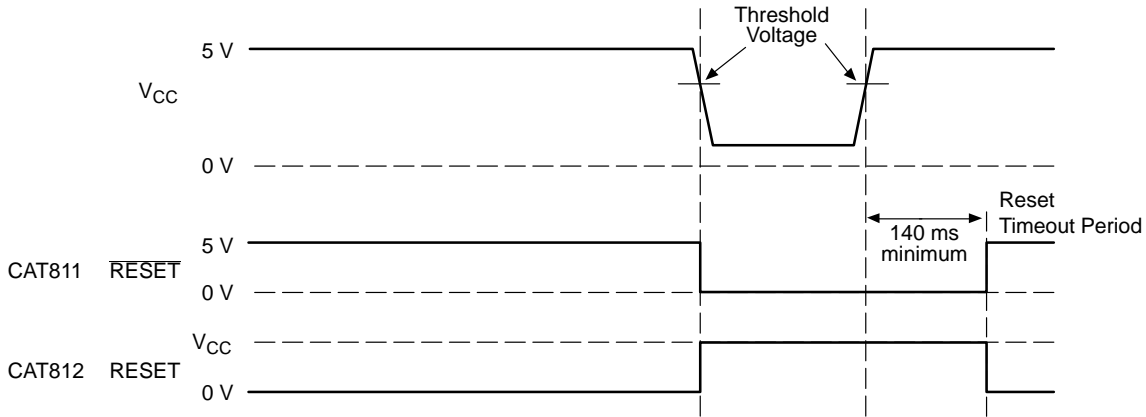 Threshold
Voltage
5 V
VCC
0 V
Reset
Timeout Period
140 ms
minimum
5 V
CAT811 RESET
0 V
VCC
CAT812 RESET
0 V